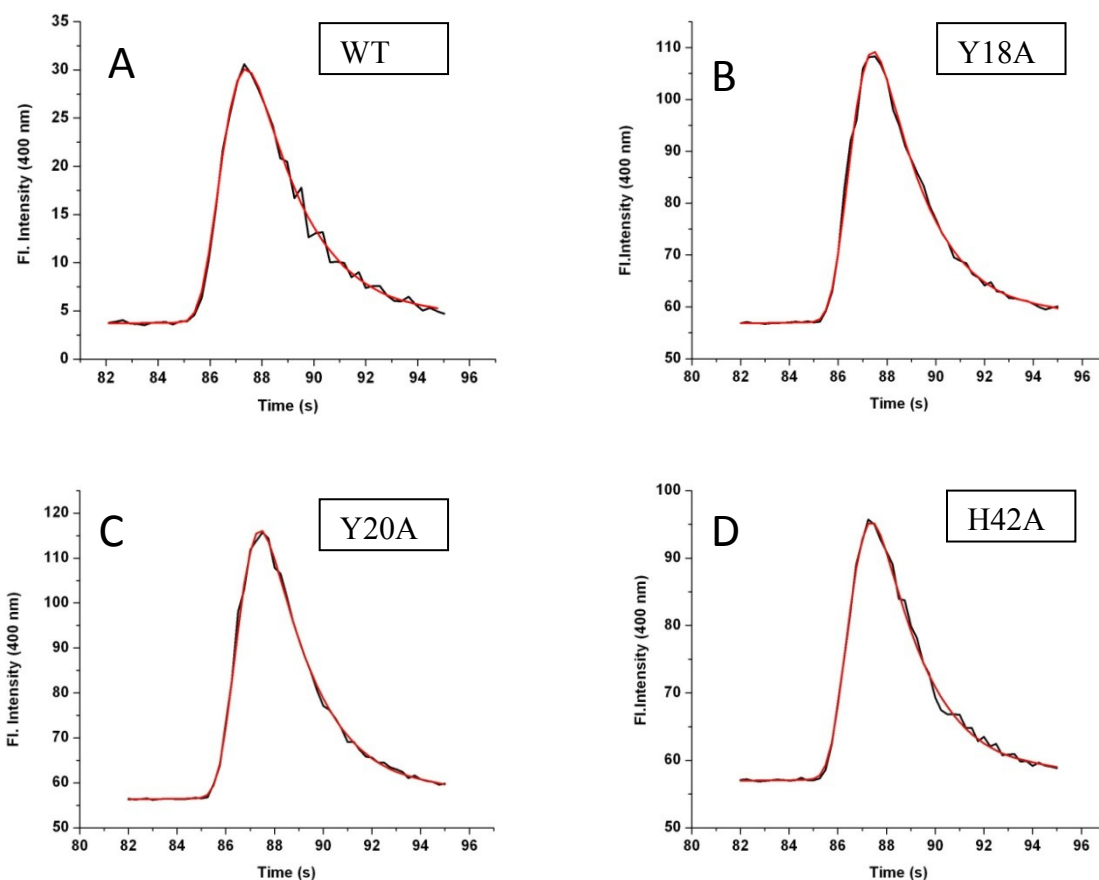 A
WT
Fl. Intensity (400 nm)
35
30
25
20
15
10
5
0
82 84 86 88 90 92 94 96
Time (s)
B
Y18A
Fl.Intensity (400 nm)
110
100
90
80
70
60
50
80 82 84 86 88 90 92 94 96
Time (s)
C
Y20A
Fl. Intensity (400 nm)
120
110
100
90
80
70
60
50
80 82 84 86 88 90 92 94 96
Time (s)
D
H42A
Fl.Intensity (400 nm)
100
90
80
70
60
50
80 82 84 86 88 90 92 94 96
Time (s)